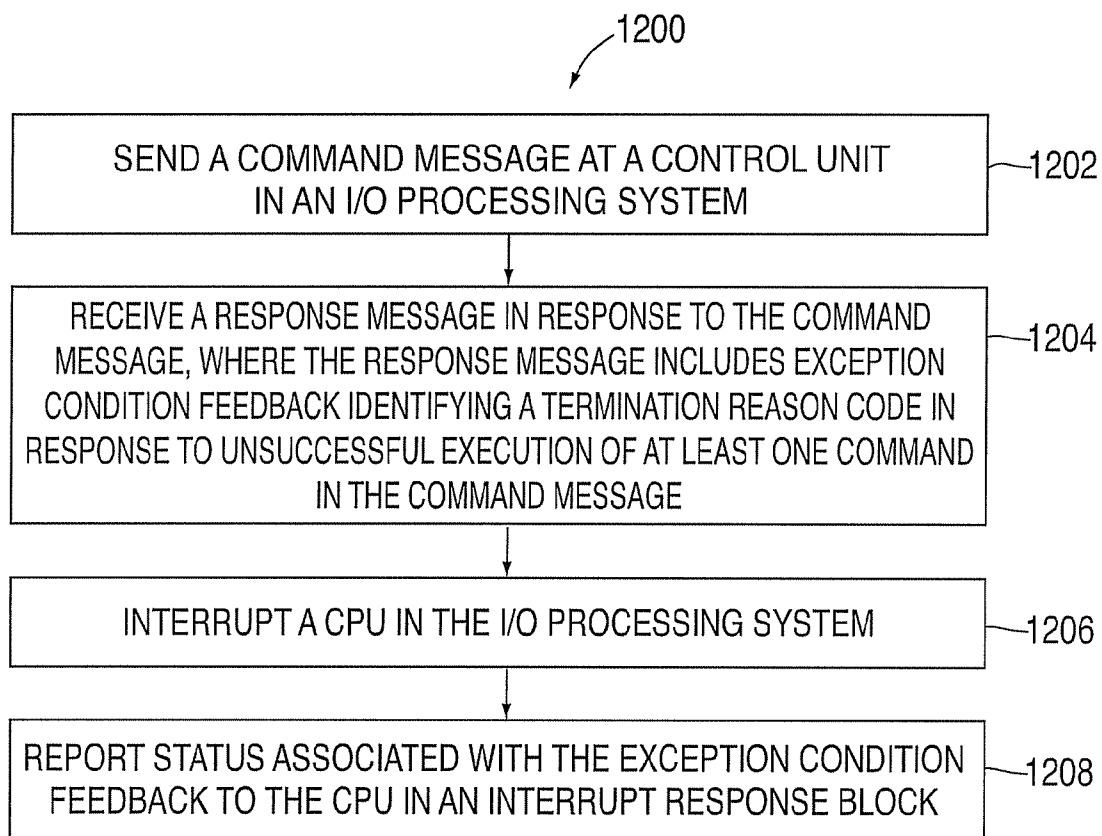 1200
SEND A COMMAND MESSAGE AT A CONTROL UNIT
IN AN I/O PROCESSING SYSTEM
1202
RECEIVE A RESPONSE MESSAGE IN RESPONSE TO THE COMMAND
MESSAGE, WHERE THE RESPONSE MESSAGE INCLUDES EXCEPTION
CONDITION FEEDBACK IDENTIFYING A TERMINATION REASON CODE IN
RESPONSE TO UNSUCCESSFUL EXECUTION OF AT LEAST ONE COMMAND
IN THE COMMAND MESSAGE
1204
INTERRUPT A CPU IN THE I/O PROCESSING SYSTEM
1206
REPORT STATUS ASSOCIATED WITH THE EXCEPTION CONDITION
FEEDBACK TO THE CPU IN AN INTERRUPT RESPONSE BLOCK
1208